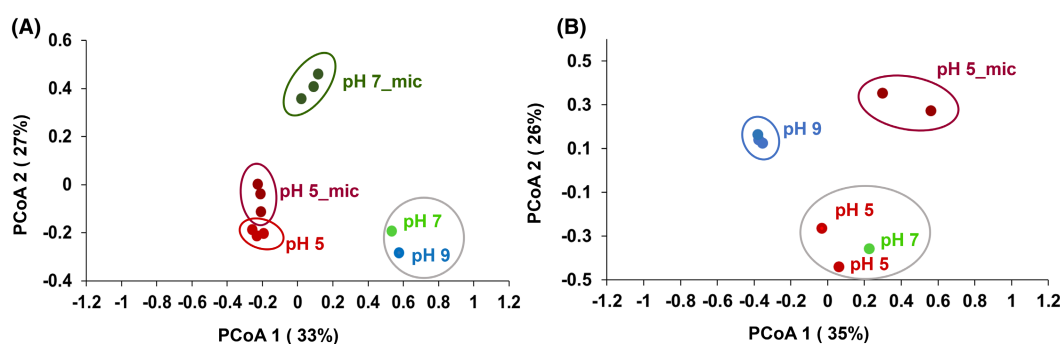 (A)
0.6
0.4
0.2
0
-0.2
-0.4
PCoA 2 ( 27%)
pH 7_mic
pH 5_mic
pH 5
pH 7
pH 9
-1.2 -1 -0.8 -0.6 -0.4 -0.2 0 0.2 0.4 0.6 0.8 1 1.2
PCoA 1 ( 33%)
(B)
0.5
0.3
0.1
-0.1
-0.3
-0.5
PCoA 2 ( 26%)
pH 5_mic
pH 9
pH 5
pH 7
pH 5
-1.2 -1 -0.8 -0.6 -0.4 -0.2 0 0.2 0.4 0.6 0.8 1 1.2
PCoA 1 ( 35%)